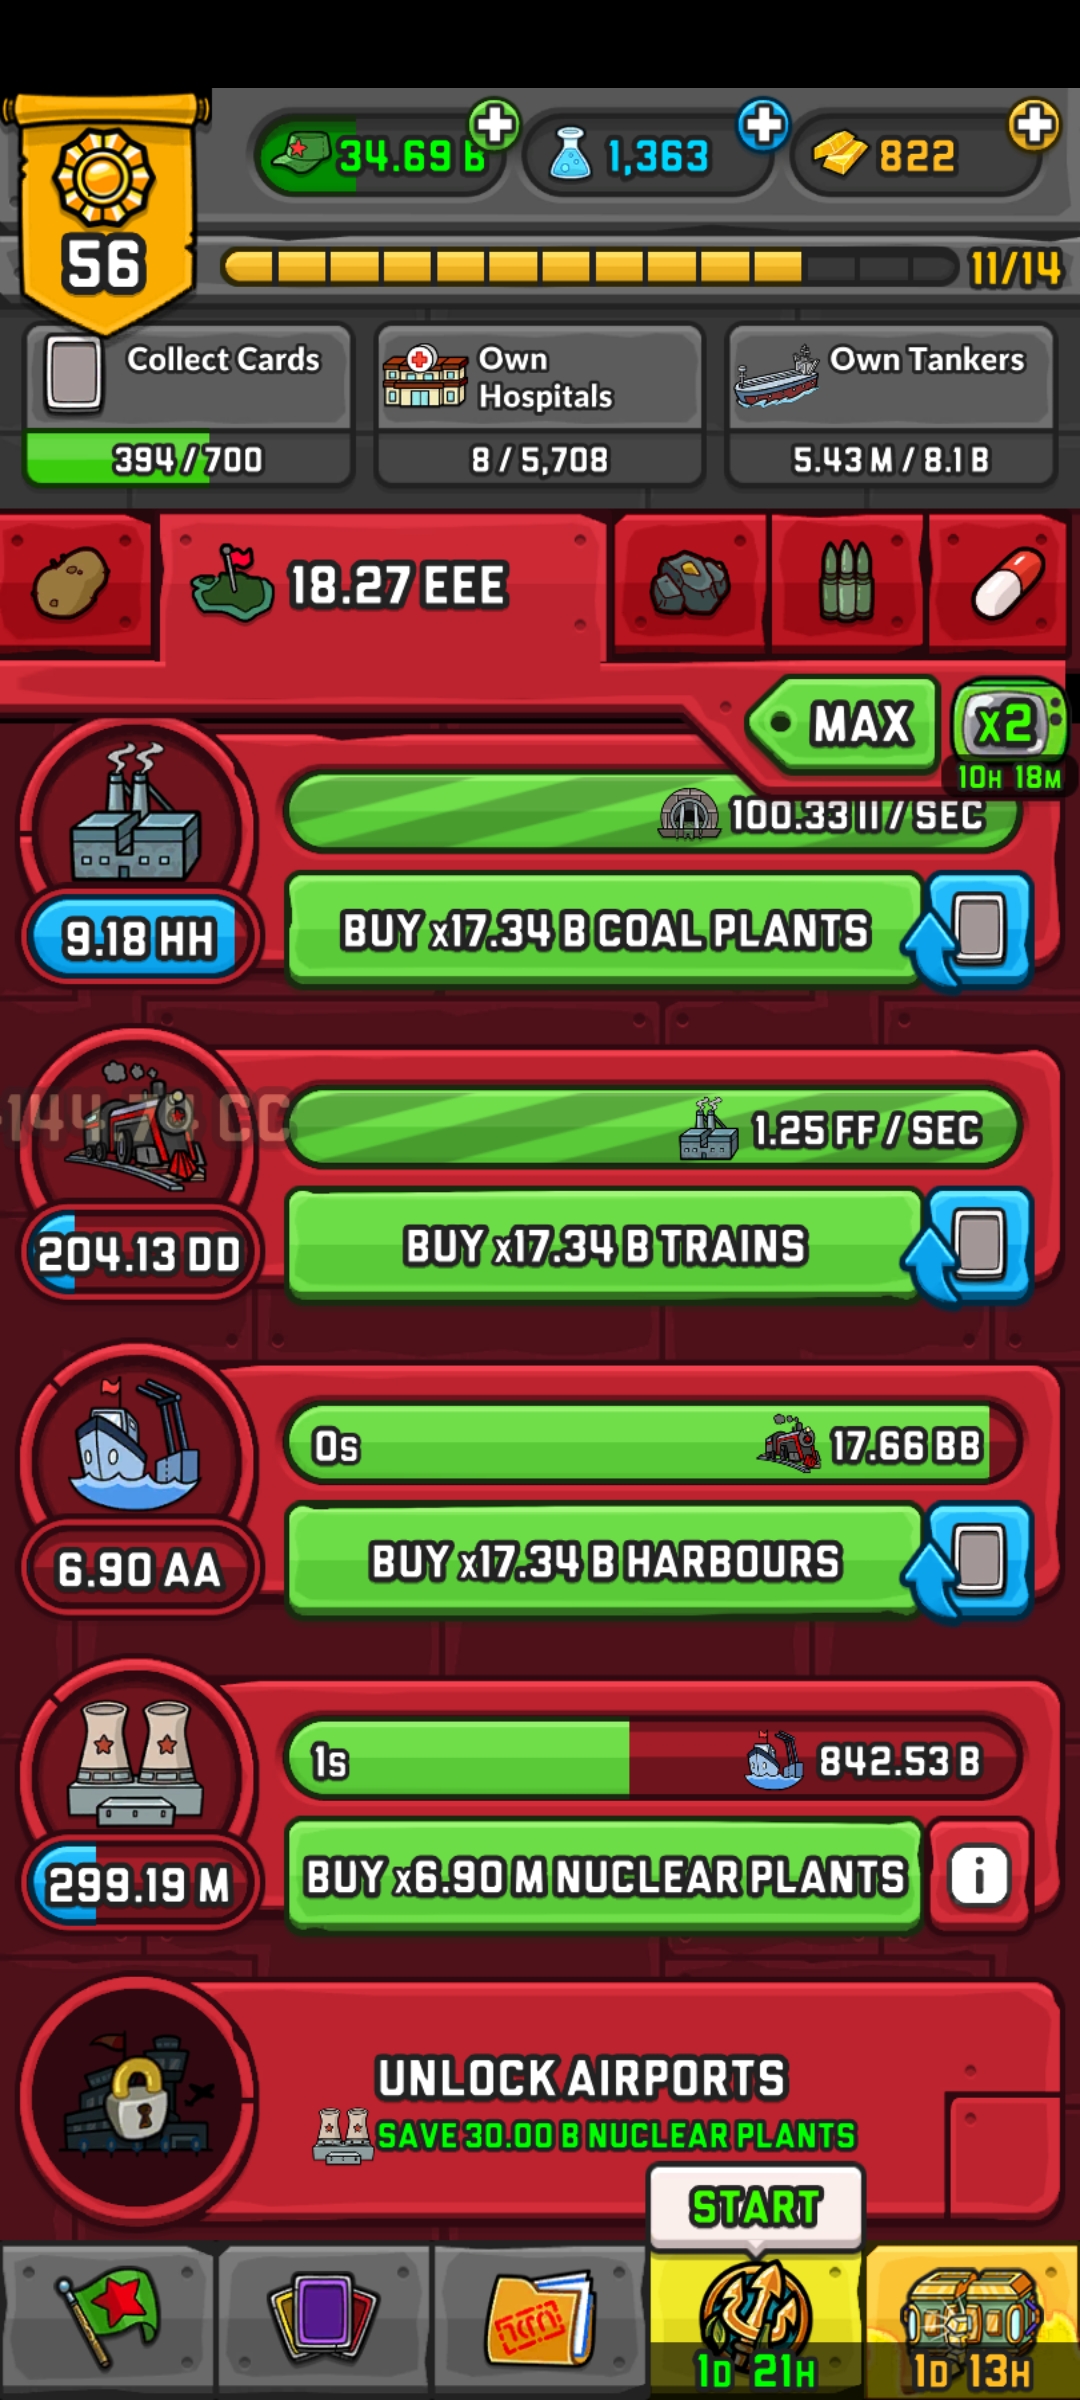 56
34.69 B
1,363
822
11/14
Collect Cards
394/700
Own
Hospitals
8/5,708
Own Tankers
5.43 M/8.1 B
18.27 EEE
MAX
x2
10H 18M
100.33 II/SEC
9.18 HH
BUY x17.34 B COAL PLANTS
144.74 CC
1.25 FF/SEC
204.13 DD
BUY x17.34 B TRAINS
0s
17.66 BB
6.90 AA
BUY x17.34 B HARBOURS
1s
842.53 B
299.19 M
BUY x6.90 M NUCLEAR PLANTS
i
UNLOCK AIRPORTS
SAVE 30.00 B NUCLEAR PLANTS
START
1D 21H
1D 13H